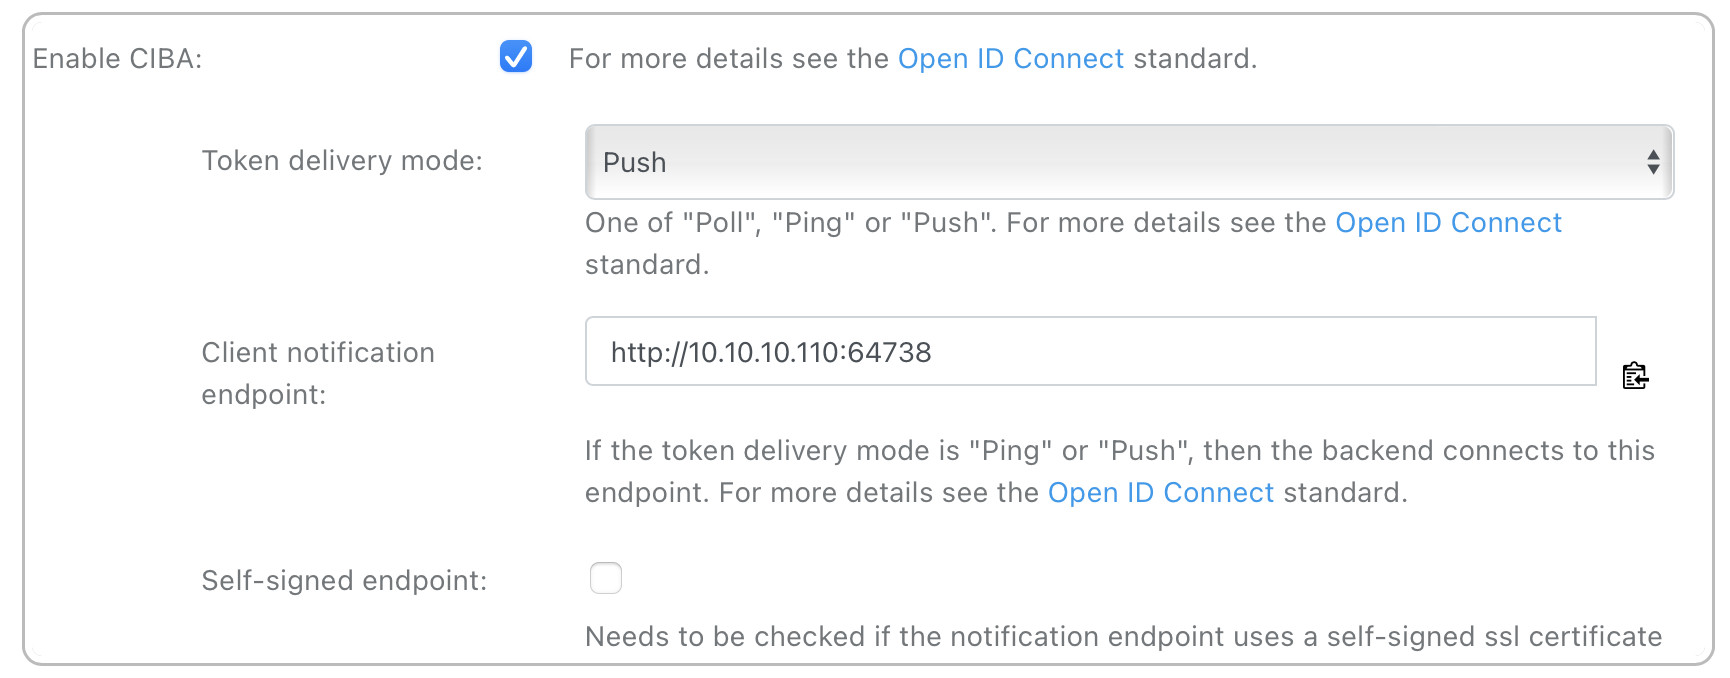 Enable CIBA:
For more details see the Open ID Connect standard.
Token delivery mode:
Push
One of "Poll", "Ping" or "Push". For more details see the Open ID Connect
standard.
Client notification
endpoint:
http://10.10.10.110:64738
If the token delivery mode is "Ping" or "Push", then the backend connects to this
endpoint. For more details see the Open ID Connect standard.
Self-signed endpoint:
Needs to be checked if the notification endpoint uses a self-signed ssl certificate